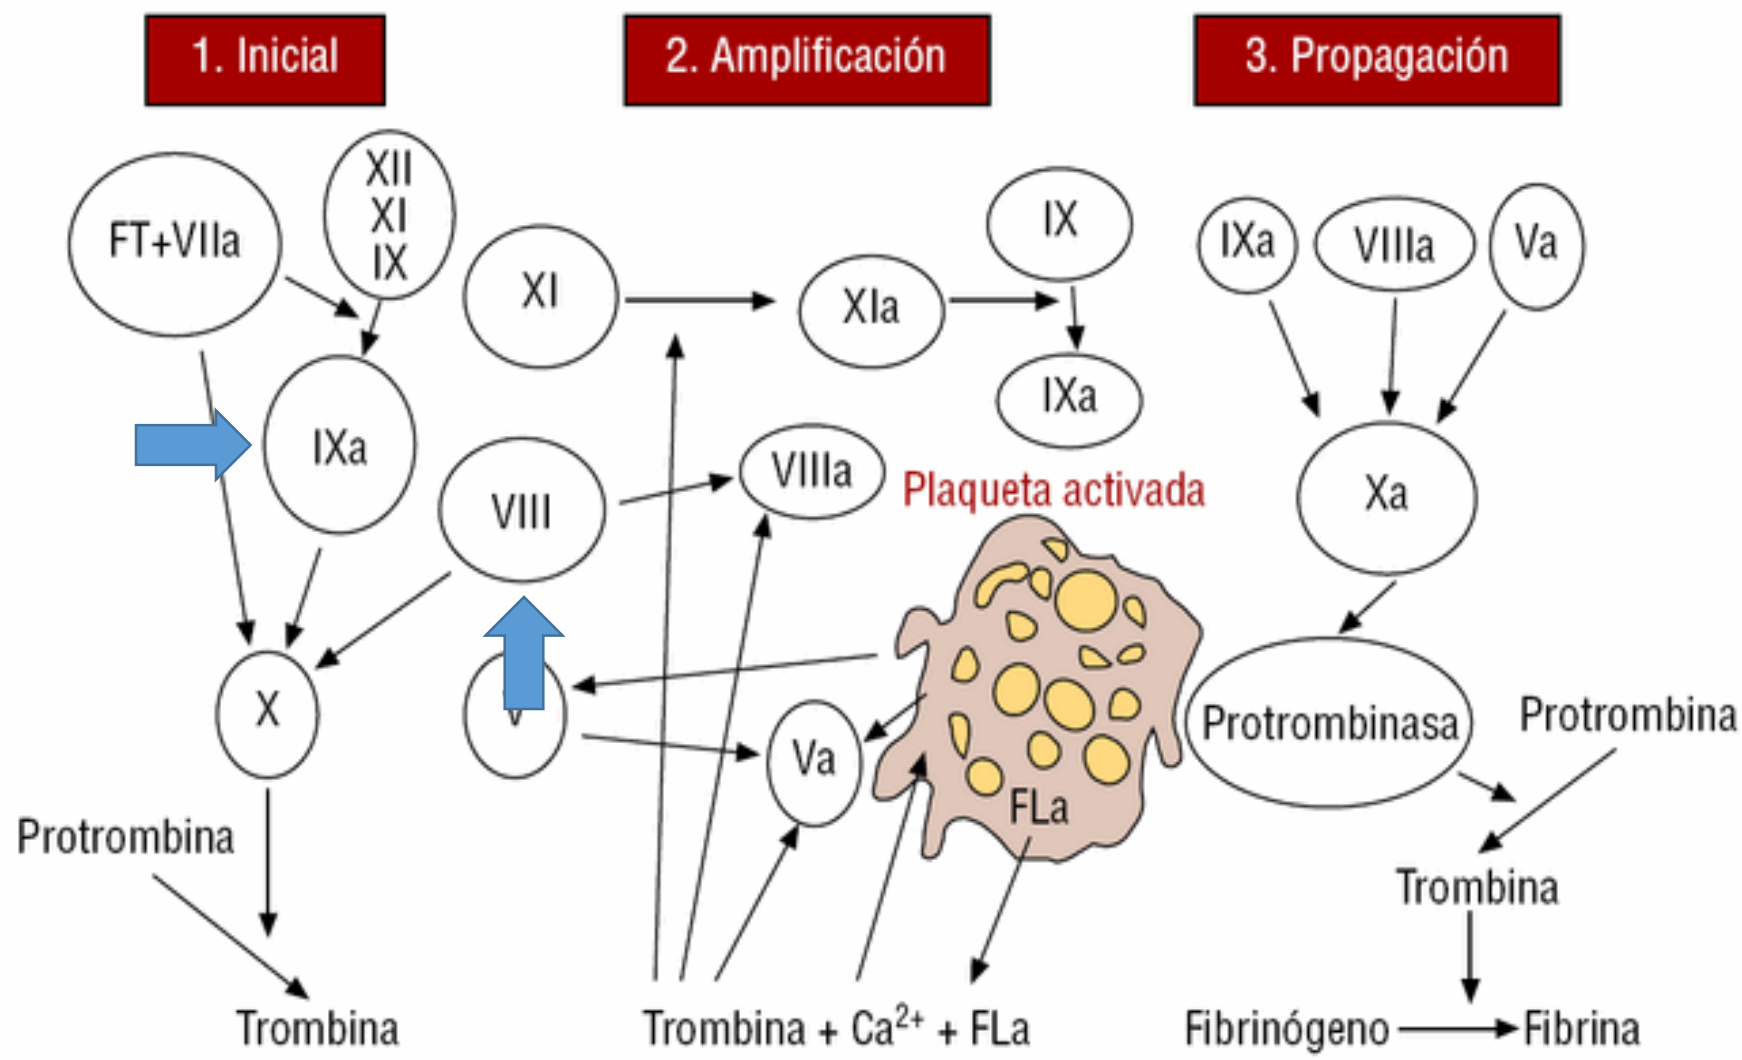 1. Inicial
2. Amplificación
3. Propagación
FT+VIIa
XII
XI
IX
IXa
X
Protrombina
Trombina
XI
XIa
IX
IXa
VIII
VIIIa
Plaqueta activada
V
Va
FLa
Trombina + Ca²⁺ + FLa
IXa
VIIIa
Va
Xa
Protrombinasa
Protrombina
Trombina
Fibrinógeno
Fibrina